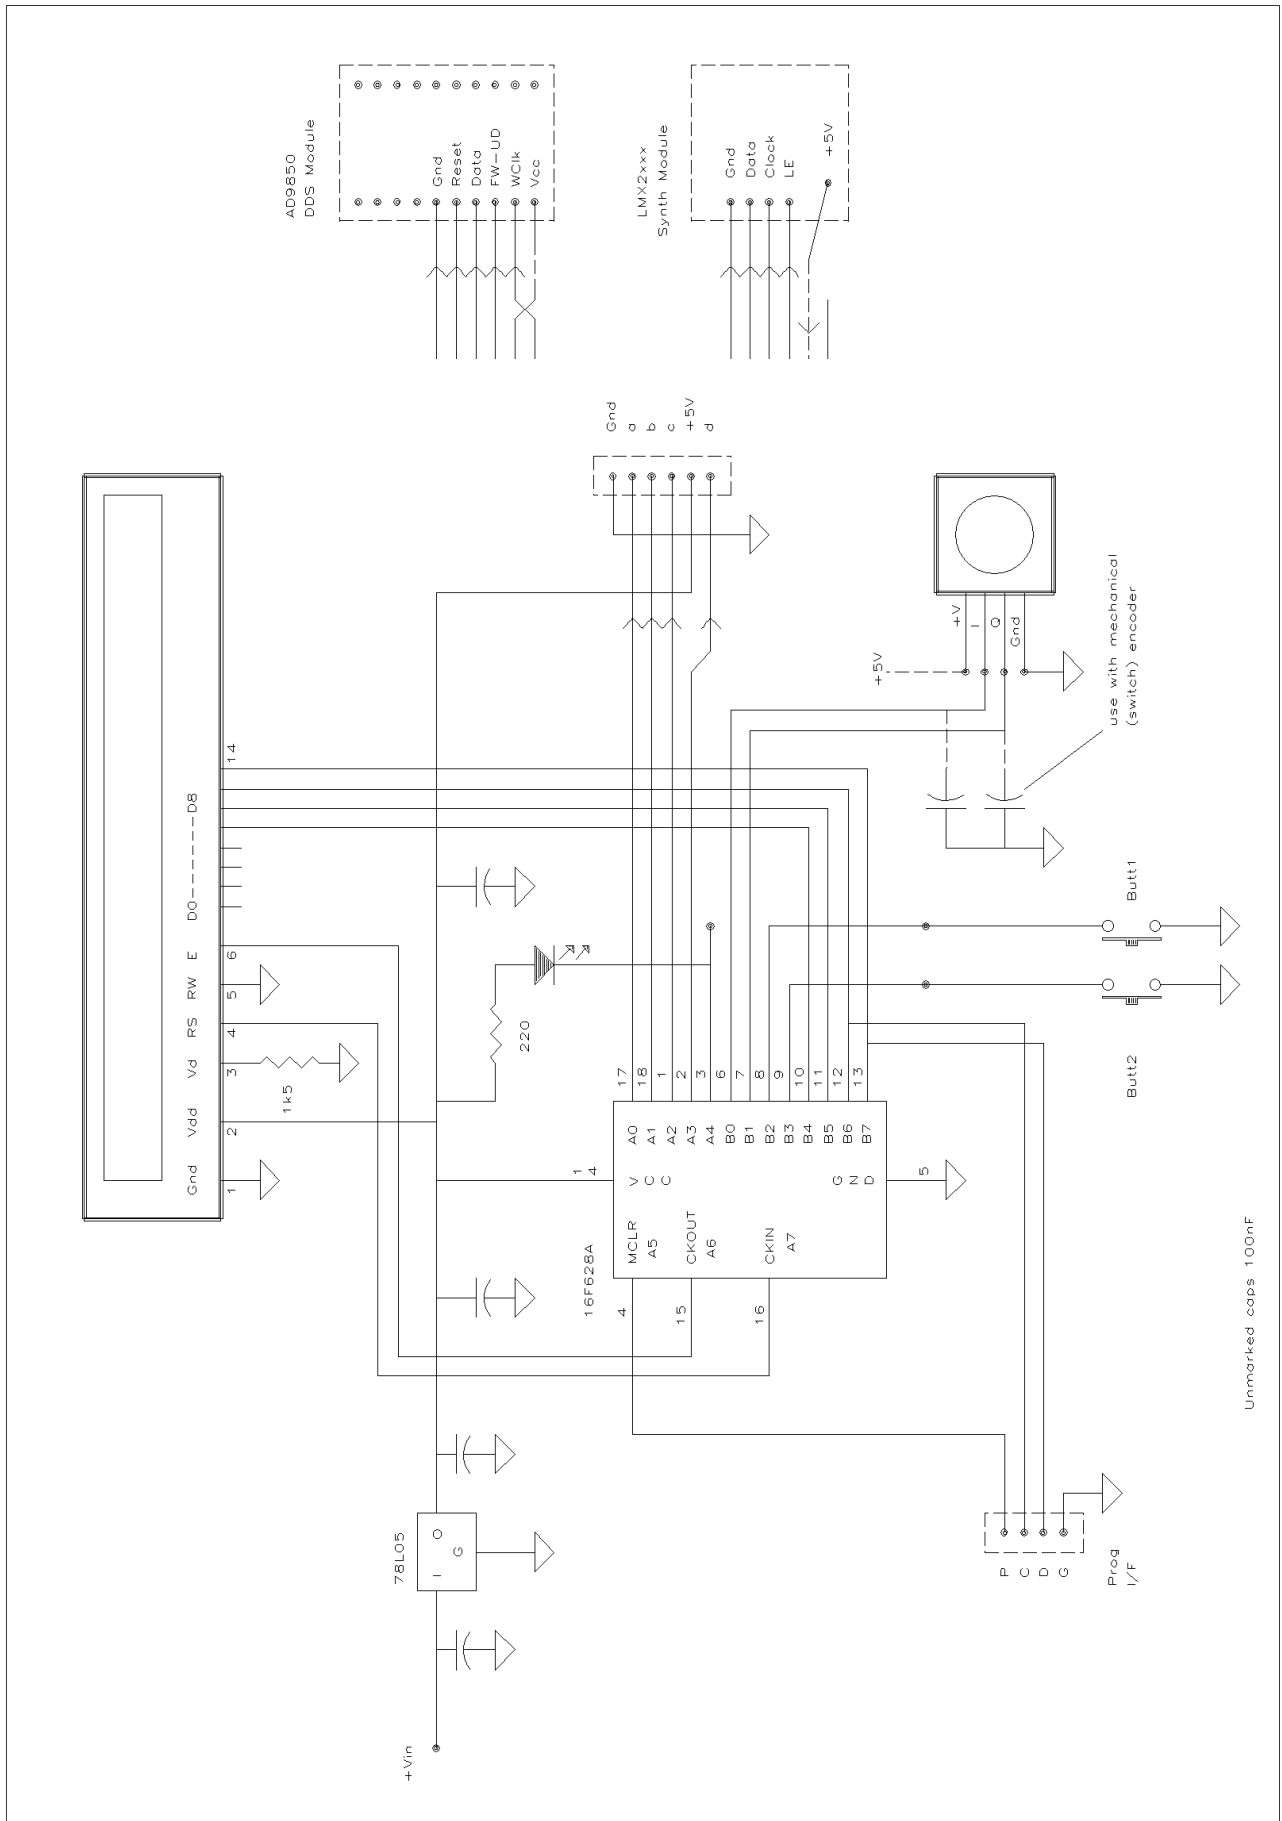 AD9850
DDS Module
Gnd
Reset
Data
FW-UD
WClk
Vcc
LMX2xxx
Synth Module
Gnd
Data
Clock
LE
+5V
Gnd
a
b
c
+5V
d
Gnd
Vdd
Vd
RS
RW
E
D0-------D8
1
2
3
4
5
6
14
1k5
220
+5V
+V
I
Q
Gnd
use with mechanical
(switch) encoder
Butt1
Butt2
17
18
1
2
3
6
7
8
9
10
11
12
13
A0
A1
A2
A3
A4
B0
B1
B2
B3
B4
B5
B6
B7
1
4
V
C
C
G
N
D
5
MCLR
A5
CKOUT
A6
CKIN
A7
16F628A
4
15
16
78L05
I
O
G
+Vin
P
C
D
G
Prog
I/F
Unmarked caps 100nF